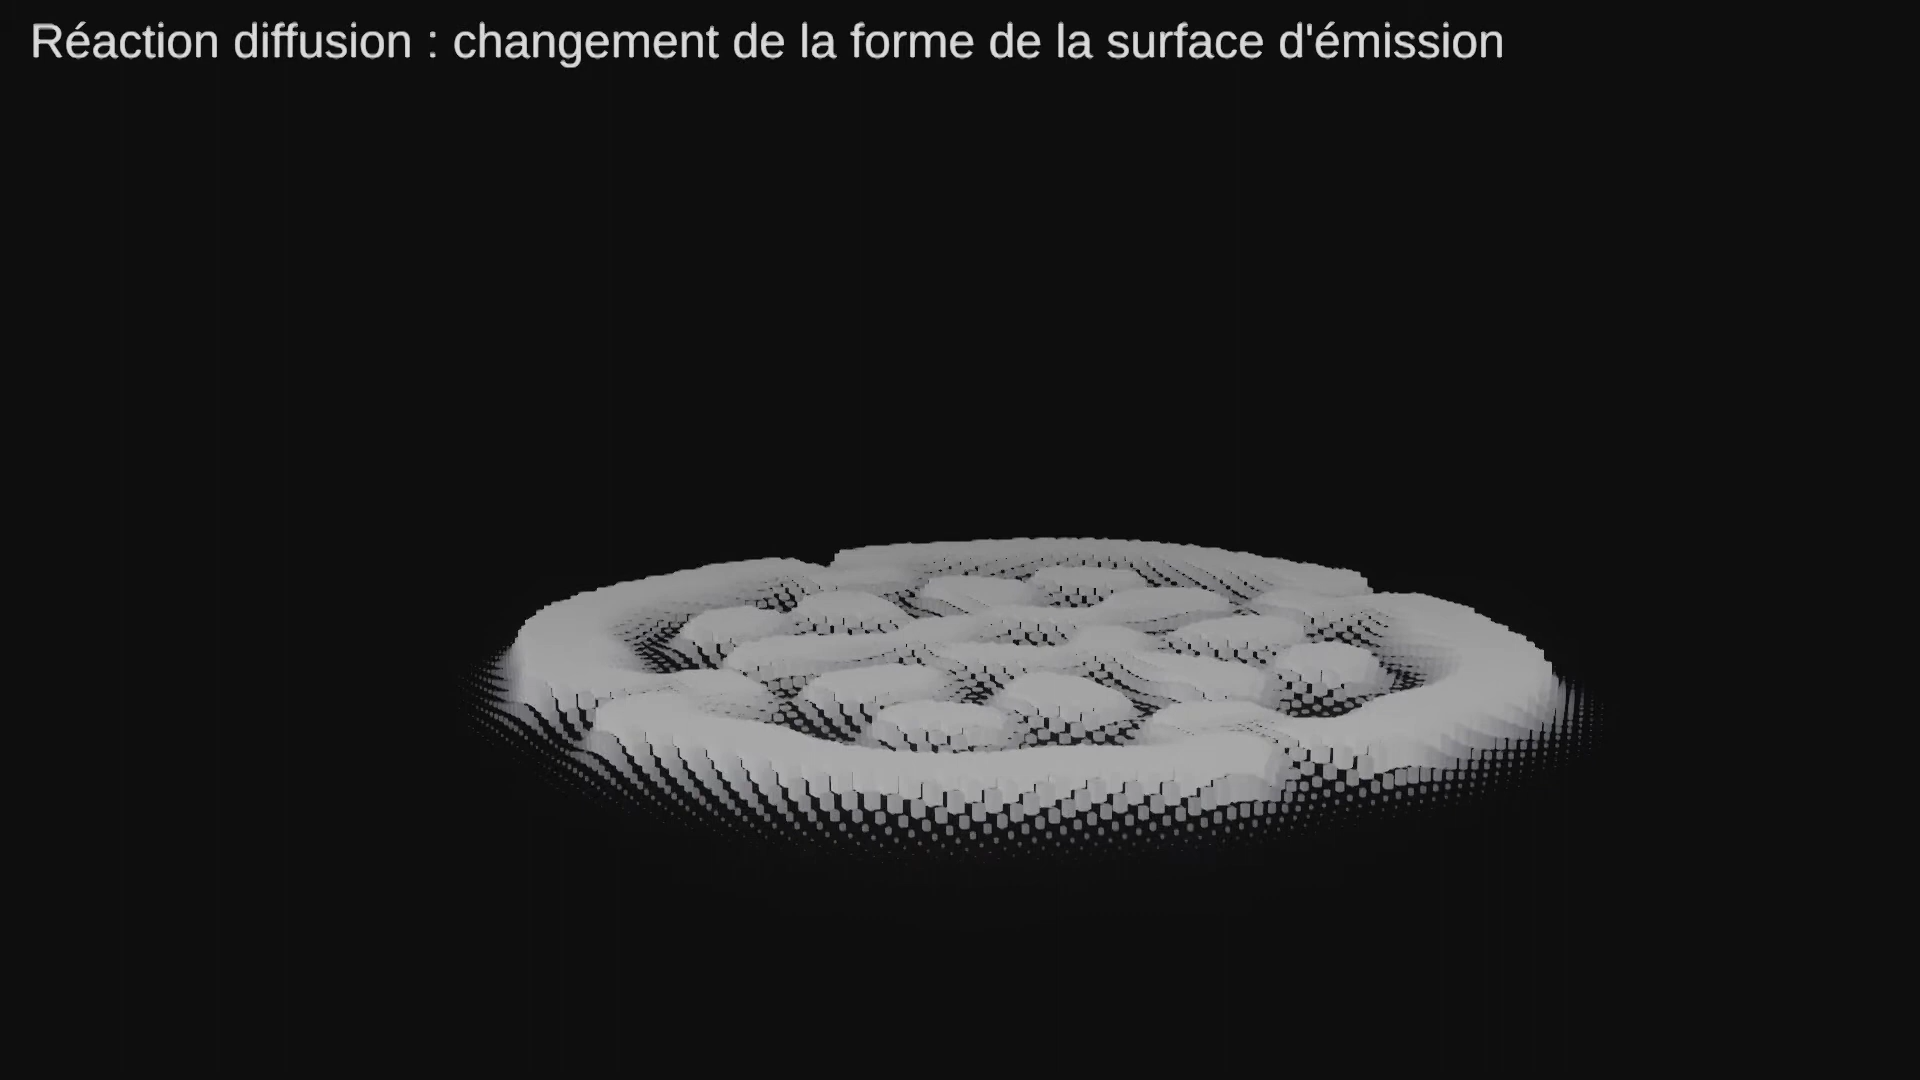 Réaction diffusion : changement de la forme de la surface d'émission